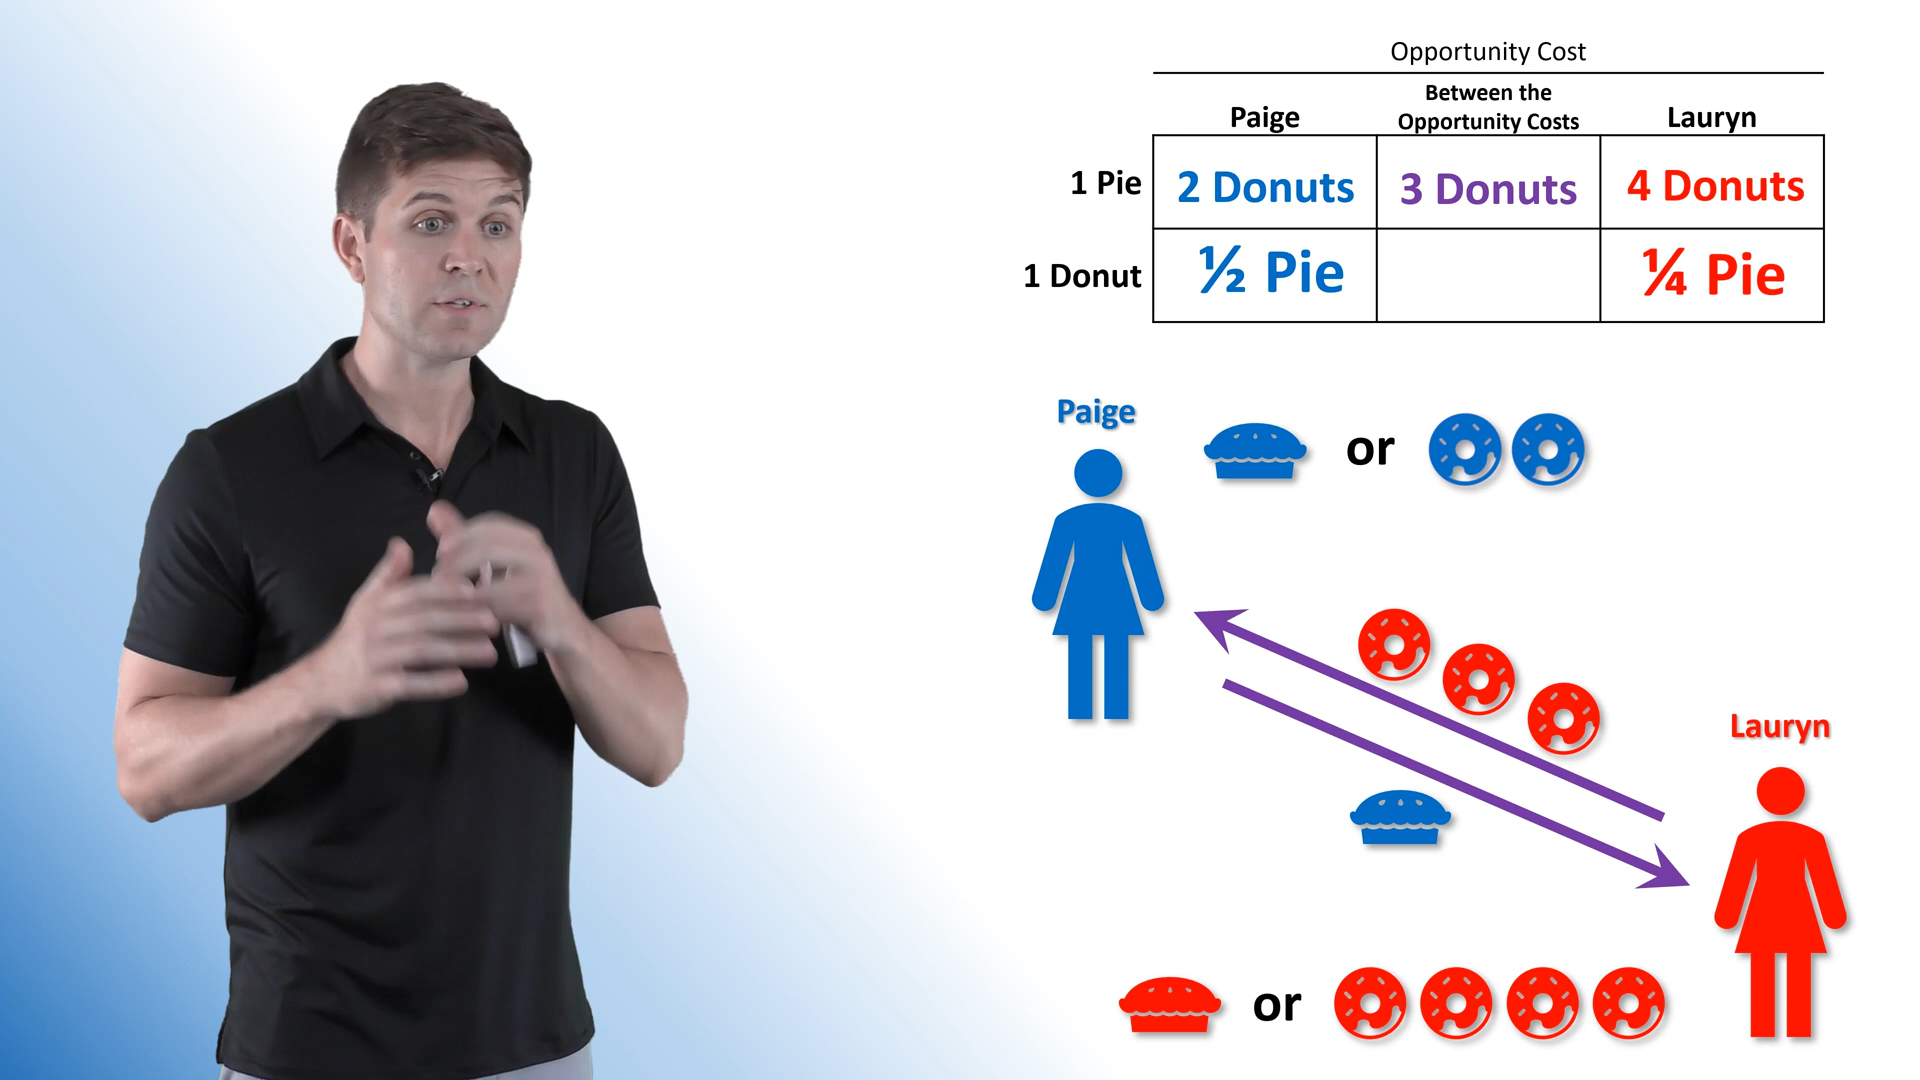 Opportunity Cost
Paige
Between the
Opportunity Costs
Lauryn
1 Pie
2 Donuts
3 Donuts
4 Donuts
1 Donut
½ Pie
¼ Pie
Paige
or
Lauryn
or